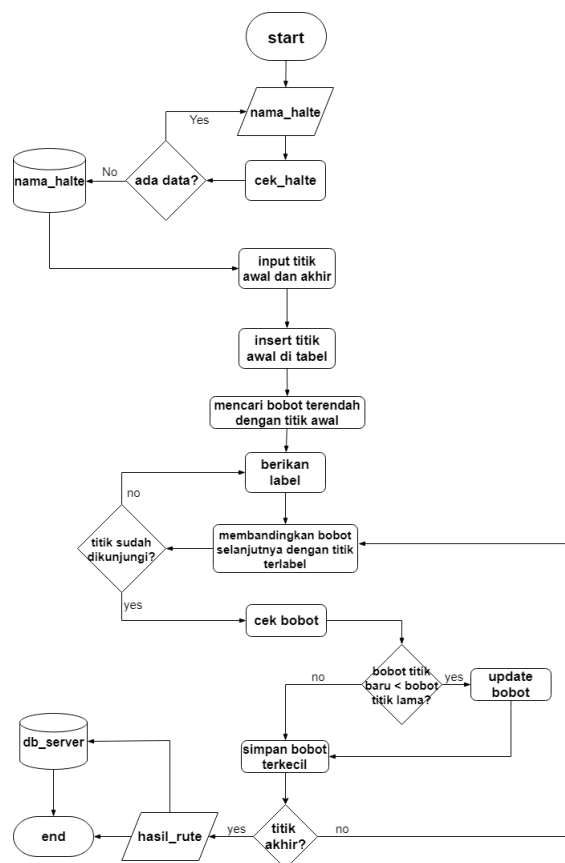 start
nama_halte
Yes
cek_halte
ada data?
No
nama_halte
input titik
awal dan akhir
insert titik
awal di tabel
mencari bobot terendah
dengan titik awal
berikan
label
no
membandingkan bobot
selanjutnya dengan titik
terlabel
titik sudah
dikunjungi?
yes
cek bobot
bobot titik
baru < bobot
titik lama?
yes
update
bobot
no
simpan bobot
terkecil
db_server
titik
akhir?
no
yes
hasil_rute
end